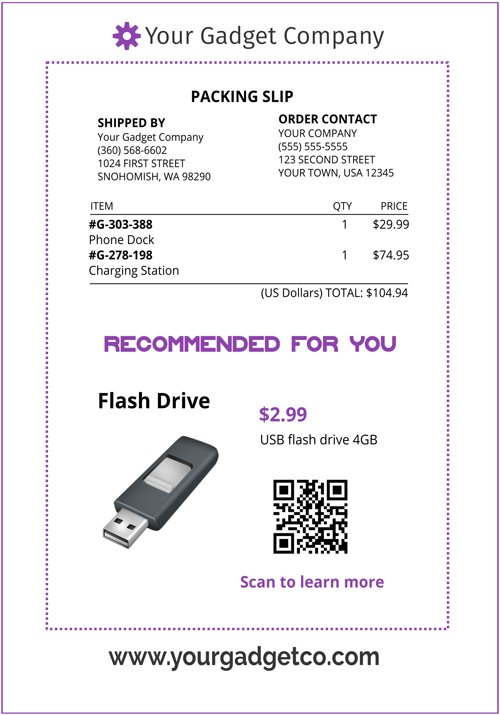 Your Gadget Company
PACKING SLIP
SHIPPED BY
Your Gadget Company
(360) 568-6602
1024 FIRST STREET
SNOHOMISH, WA 98290
ORDER CONTACT
YOUR COMPANY
(555) 555-5555
123 SECOND STREET
YOUR TOWN, USA 12345
ITEM QTY PRICE
#G-303-388 1 $29.99
Phone Dock
#G-278-198 1 $74.95
Charging Station
(US Dollars) TOTAL: $104.94
RECOMMENDED FOR YOU
Flash Drive
$2.99
USB flash drive 4GB
Scan to learn more
www.yourgadgetco.com